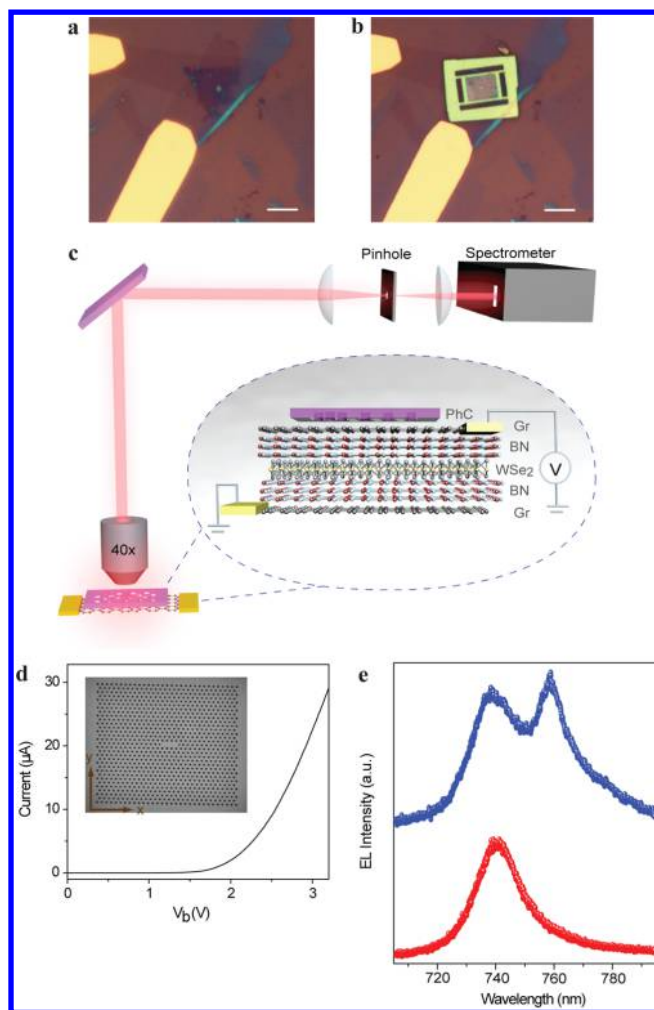 a
b
c
Pinhole
Spectrometer
PhC
Gr
BN
WSe₂
BN
Gr
V
40x
d
30
20
10
0
Current (μA)
y
x
0
1
2
3
V_b(V)
e
EL Intensity (a.u.)
720
740
760
780
Wavelength (nm)